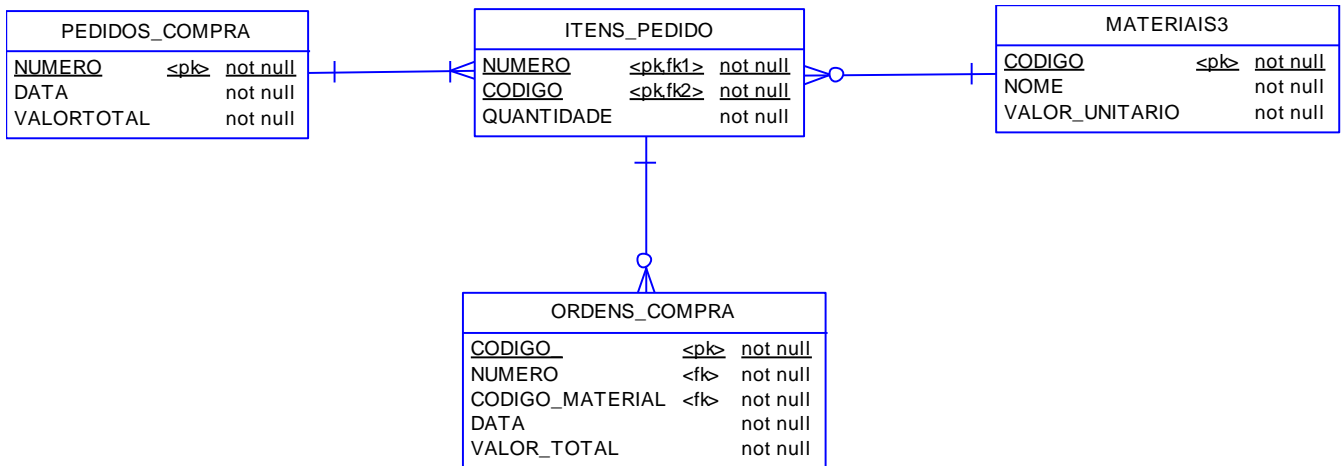 PEDIDOS_COMPRA
NUMERO <pk> not null
DATA not null
VALORTOTAL not null
ITENS_PEDIDO
NUMERO <pk,fk1> not null
CODIGO <pk,fk2> not null
QUANTIDADE not null
MATERIAIS3
CODIGO <pk> not null
NOME not null
VALOR_UNITARIO not null
ORDENS_COMPRA
CODIGO_ <pk> not null
NUMERO <fk> not null
CODIGO_MATERIAL <fk> not null
DATA not null
VALOR_TOTAL not null